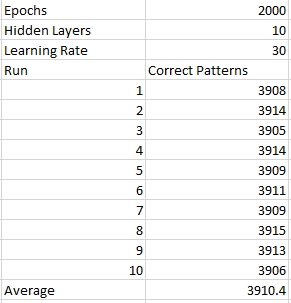 Epochs 2000
Hidden Layers 10
Learning Rate 30
Run Correct Patterns
1 3908
2 3914
3 3905
4 3914
5 3909
6 3911
7 3909
8 3915
9 3913
10 3906
Average 3910.4